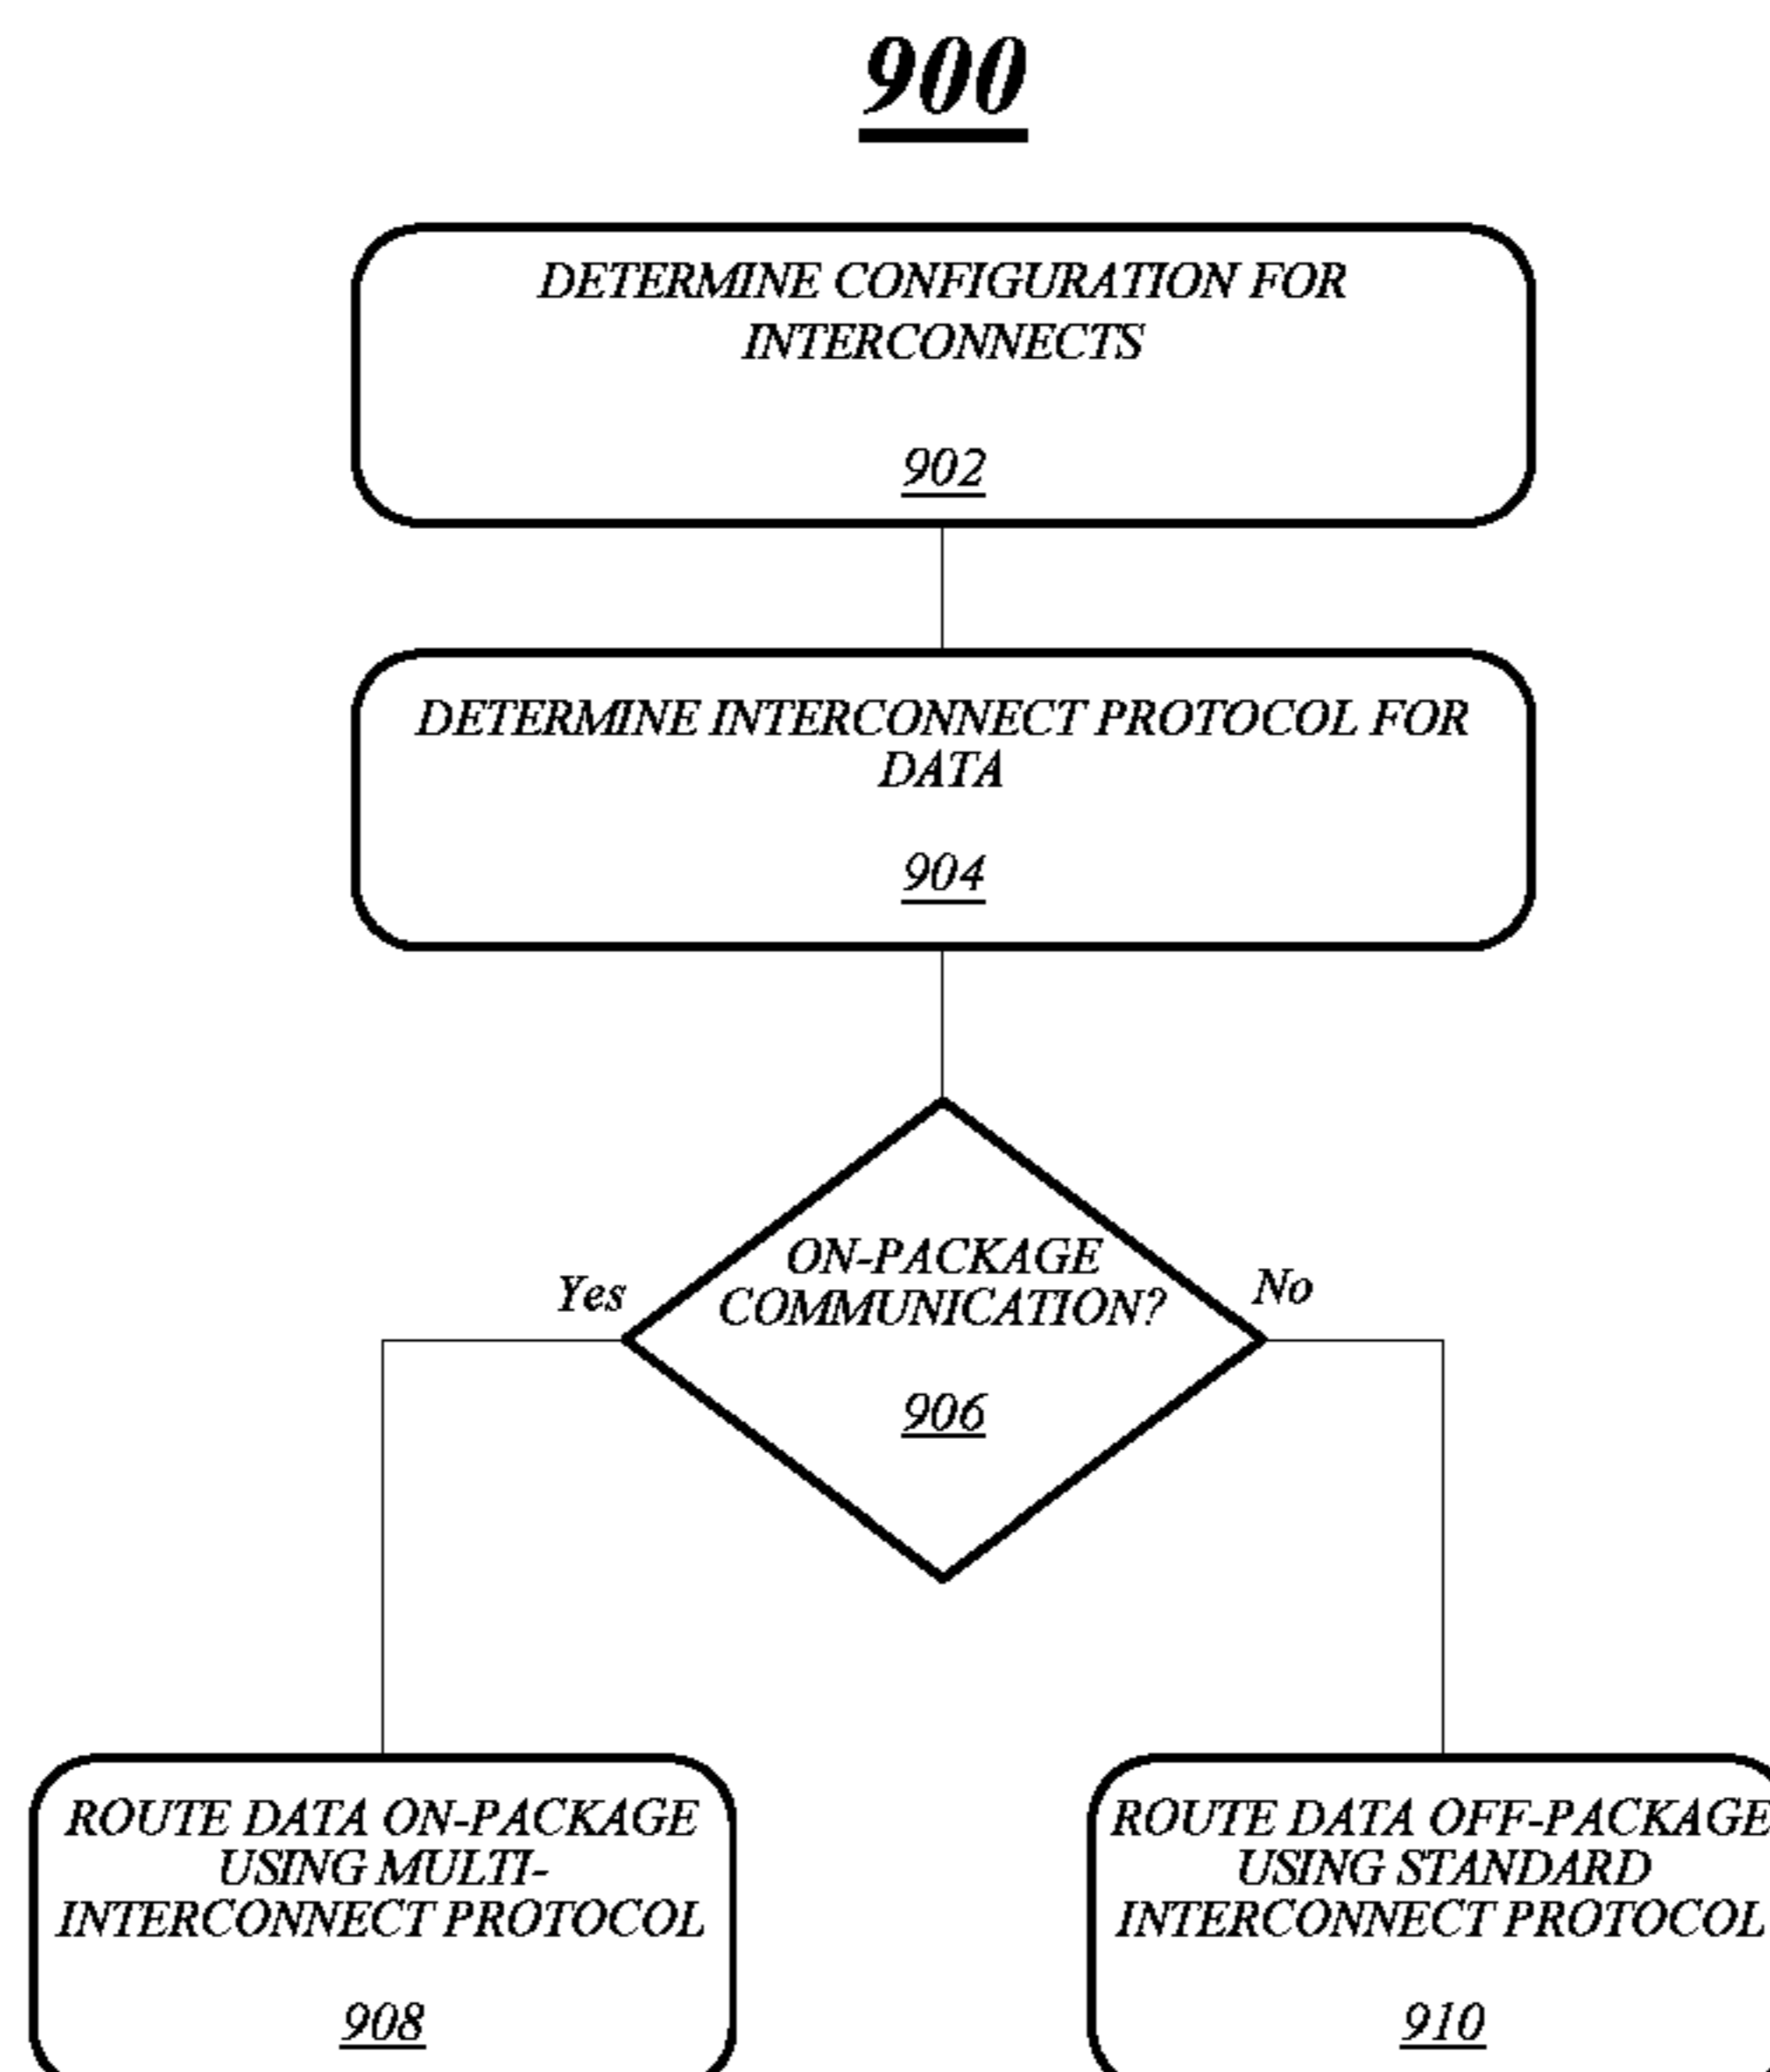 900
DETERMINE CONFIGURATION FOR
INTERCONNECTS
902
DETERMINE INTERCONNECT PROTOCOL FOR
DATA
904
ON-PACKAGE
COMMUNICATION?
906
Yes
No
ROUTE DATA ON-PACKAGE
USING MULTI-
INTERCONNECT PROTOCOL
908
ROUTE DATA OFF-PACKAGE
USING STANDARD
INTERCONNECT PROTOCOL
910